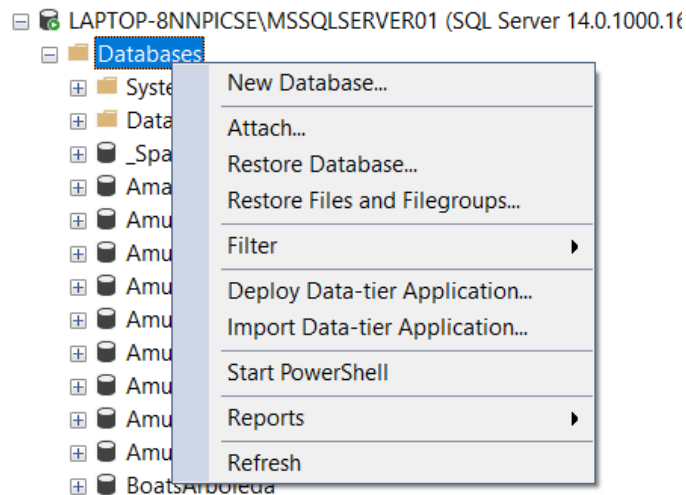 LAPTOP-8NNPICSE\MSSQLSERVER01 (SQL Server 14.0.1000.16
Databases
Syste
Data
_Spa
Ama
Amu
Amu
Amu
Amu
Amu
Amu
Amu
Amu
BoatsArboleda
New Database...
Attach...
Restore Database...
Restore Files and Filegroups...
Filter
Deploy Data-tier Application...
Import Data-tier Application...
Start PowerShell
Reports
Refresh